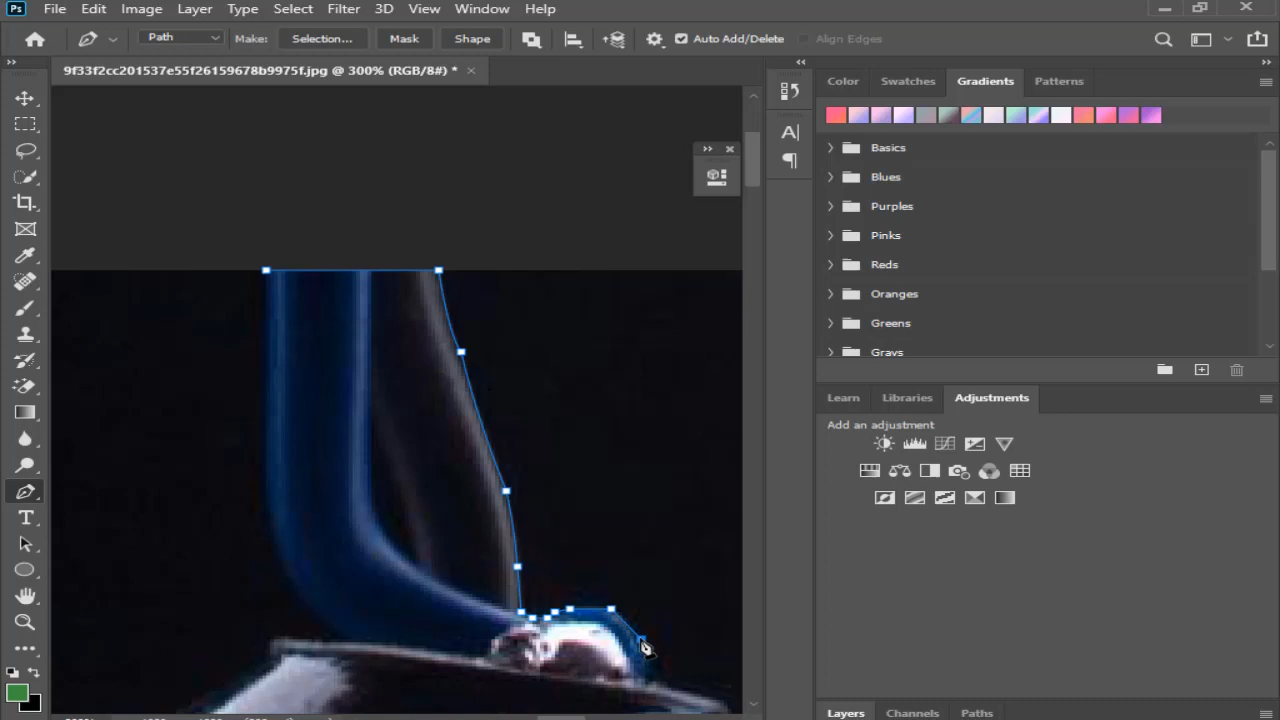 Ps File Edit Image Layer Type Select Filter 3D View Window Help
Path Make: Selection... Mask Shape Auto Add/Delete Align Edges
9f33f2cc201537e55f26159678b9975f.jpg @ 300% (RGB/8#) *
Color Swatches Gradients Patterns
Basics
Blues
Purples
Pinks
Reds
Oranges
Greens
Grays
Learn Libraries Adjustments
Add an adjustment
Layers Channels Paths